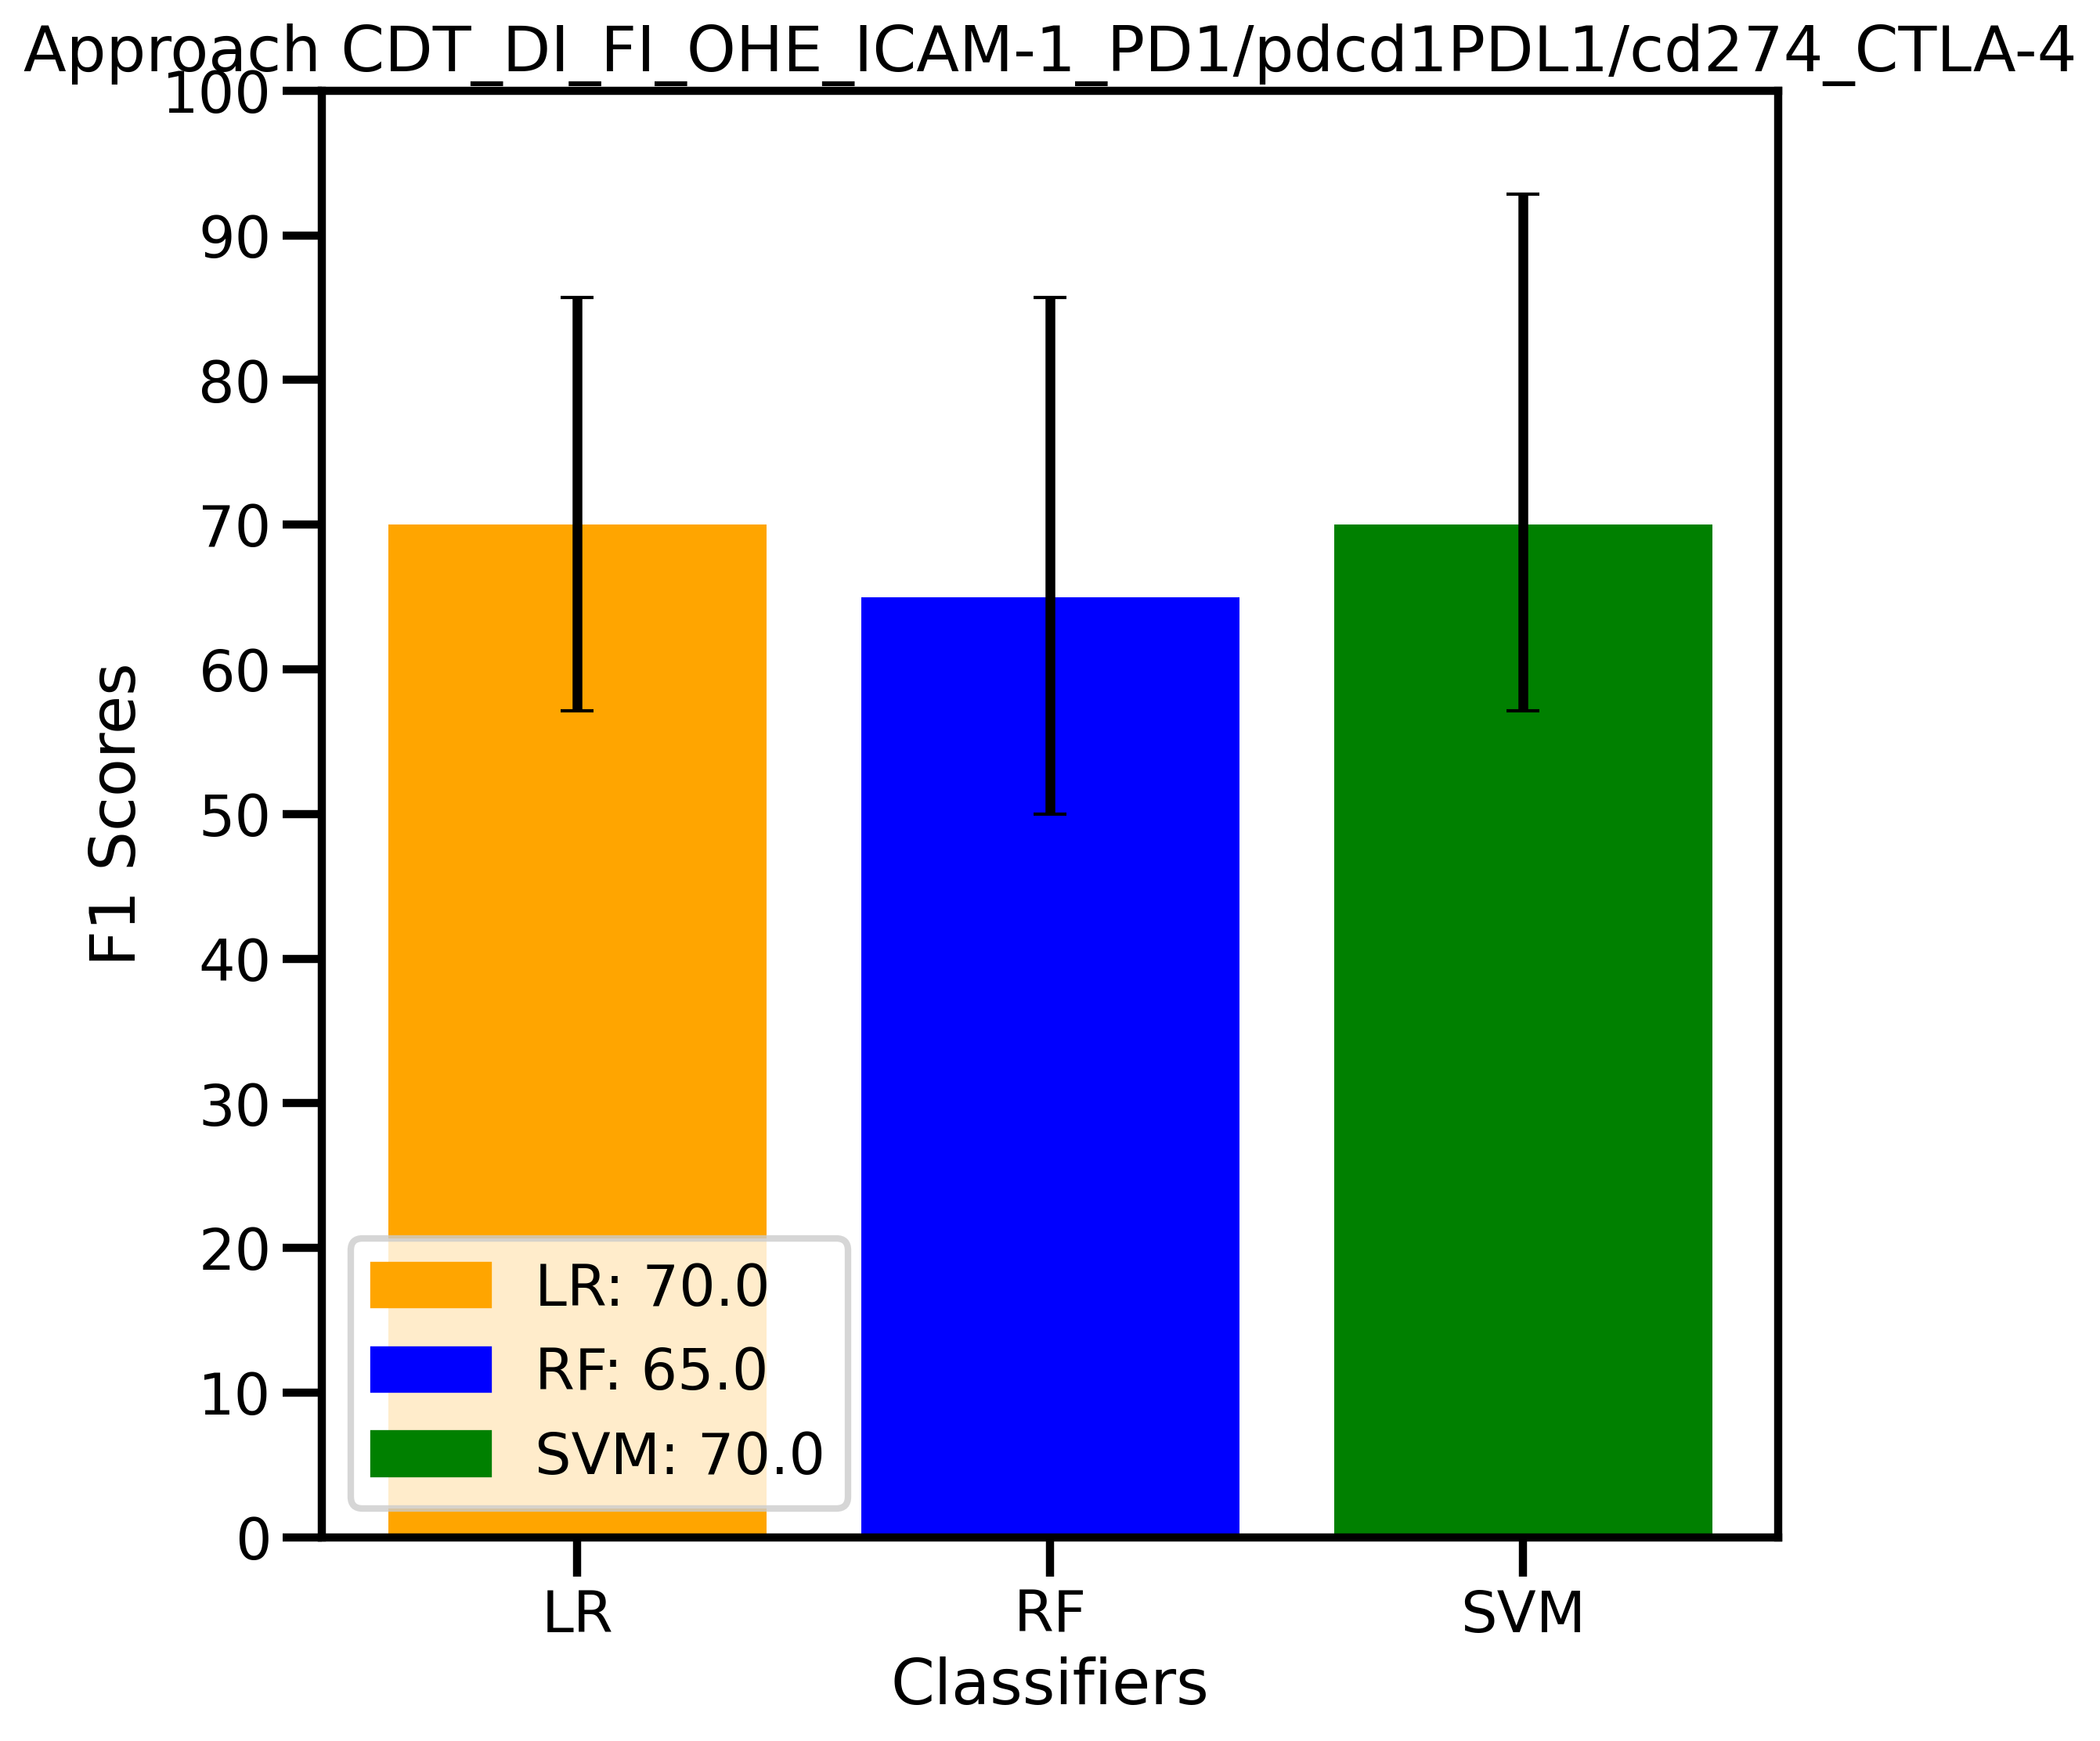 Approach CDT_DI_FI_OHE_ICAM-1_PD1/pdcd1PDL1/cd274_CTLA-4
100
90
80
70
60
50
40
30
20
10
0
F1 Scores
LR: 70.0
RF: 65.0
SVM: 70.0
LR
RF
SVM
Classifiers